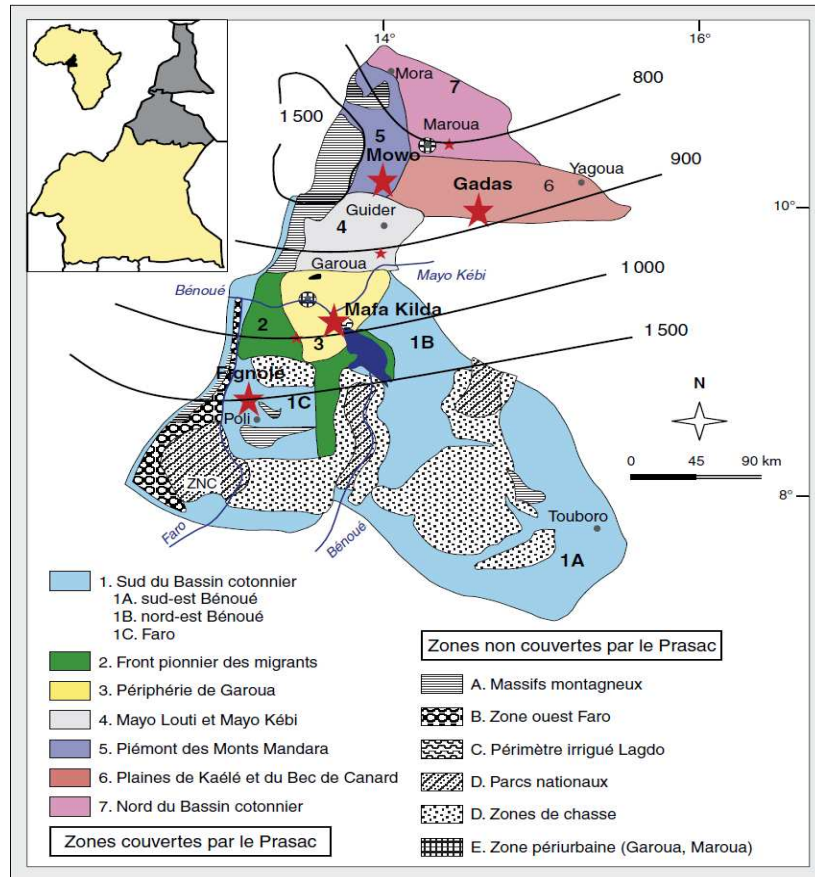 14°
16°
Mora
7
800
1 500
Maroua
5
Mowo
Yagoua
900
Gadas
6
Guider
10°
4
Garoua
Mayo Kébi
1 000
Bénoué
Mafa Kilda
2
3
1B
1 500
Fignolé
1C
N
Poli
0 45 90 km
ZNC
8°
Touboro
Faro
Bénoué
1A
1. Sud du Bassin cotonnier
1A. sud-est Bénoué
1B. nord-est Bénoué
1C. Faro
2. Front pionnier des migrants
3. Périphérie de Garoua
4. Mayo Louti et Mayo Kébi
5. Piémont des Monts Mandara
6. Plaines de Kaélé et du Bec de Canard
7. Nord du Bassin cotonnier
Zones couvertes par le Prasac
Zones non couvertes par le Prasac
A. Massifs montagneux
B. Zone ouest Faro
C. Périmètre irrigué Lagdo
D. Parcs nationaux
D. Zones de chasse
E. Zone périurbaine (Garoua, Maroua)